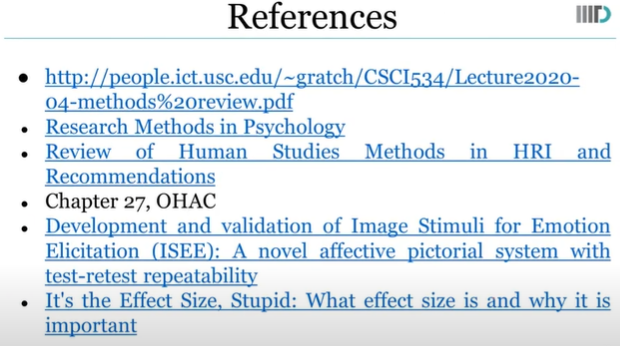 References
IIITD
• http://people.ict.usc.edu/~gratch/CSCI534/Lecture2020-
04-methods%20review.pdf
• Research Methods in Psychology
• Review of Human Studies Methods in HRI and
Recommendations
• Chapter 27, OHAC
• Development and validation of Image Stimuli for Emotion
Elicitation (ISEE): A novel affective pictorial system with
test-retest repeatability
• It's the Effect Size, Stupid: What effect size is and why it is
important